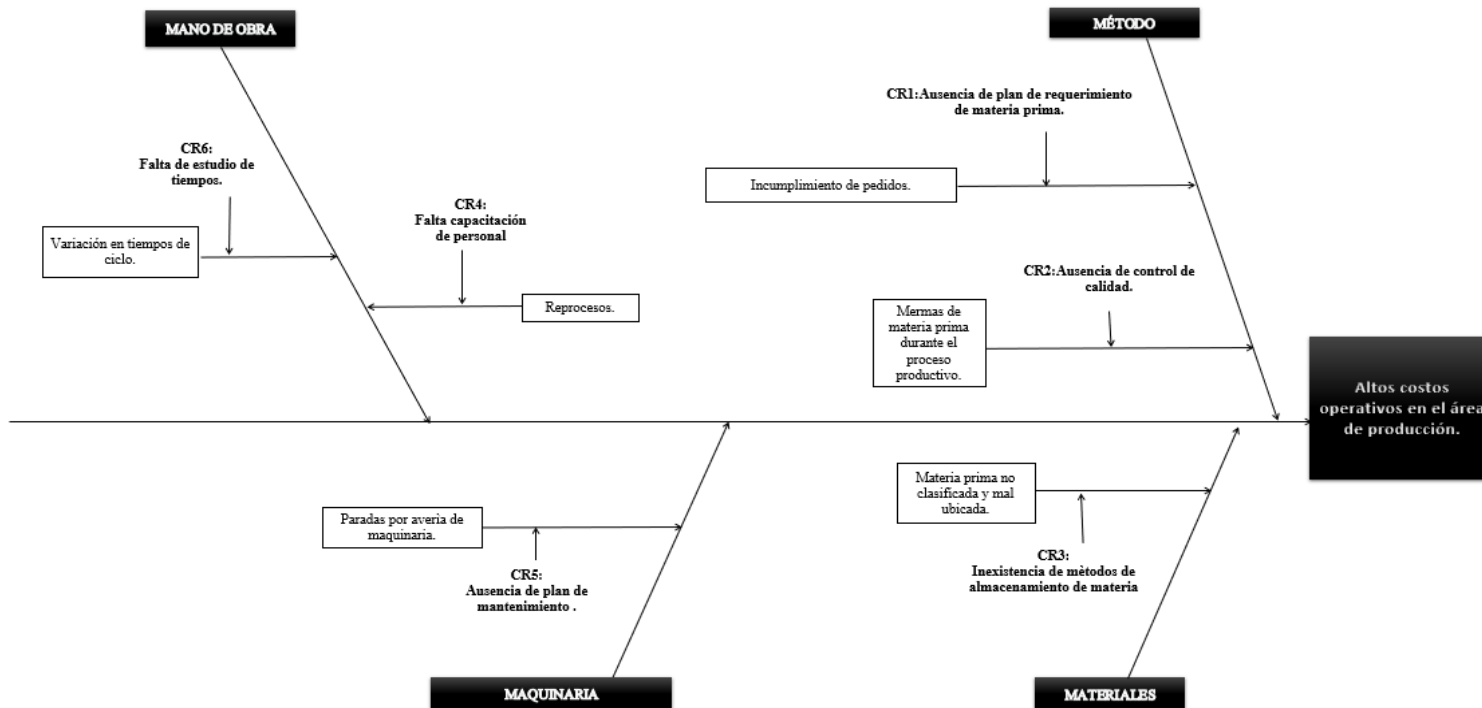 MANO DE OBRA
MÉTODO
CR1:Ausencia de plan de requerimiento
de materia prima.
CR6:
Falta de estudio de
tiempos.
Incumplimiento de pedidos.
CR4:
Falta capacitación
de personal
Variación en tiempos de
ciclo.
CR2:Ausencia de control de
calidad.
Reprocesos.
Mermas de
materia prima
durante el
proceso
productivo.
Altos costos
operativos en el área
de producción.
Materia prima no
clasificada y mal
ubicada.
Paradas por averia de
maquinaria.
CR3:
Inexistencia de mètodos de
almacenamiento de materia
CR5:
Ausencia de plan de
mantenimiento .
MAQUINARIA
MATERIALES